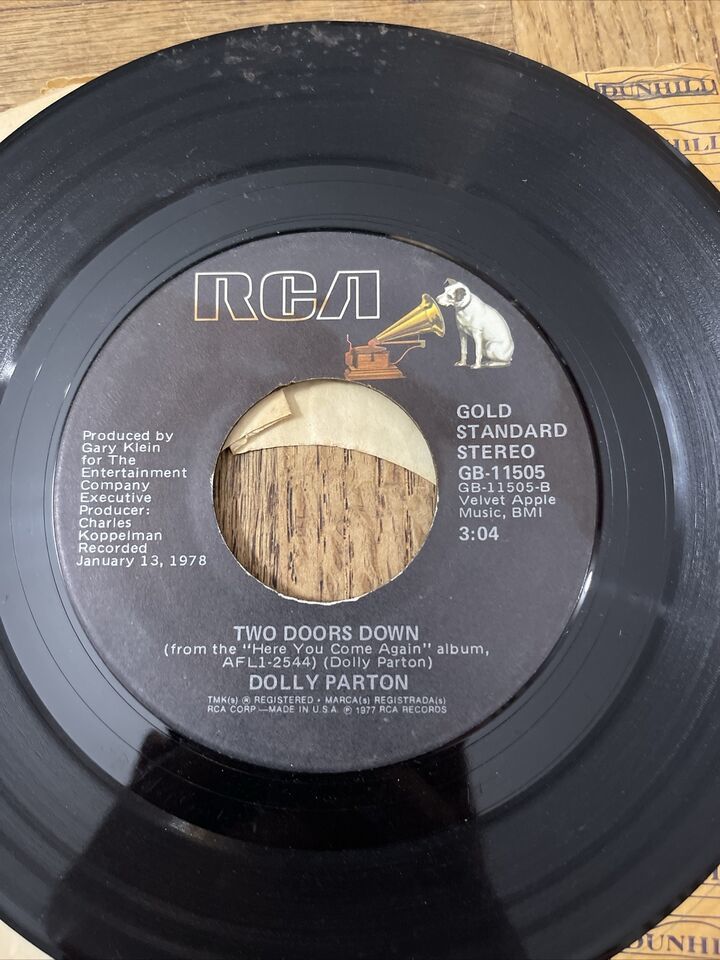 DUNHILL
HILL
RCA
GOLD
STANDARD
STEREO
GB-11505
GB-11505-B
Velvet Apple
Music, BMI
3:04
Produced by
Gary Klein
for The
Entertainment
Company
Executive
Producer:
Charles
Koppelman
Recorded
January 13, 1978
TWO DOORS DOWN
(from the "Here You Come Again" album,
AFL1-2544) (Dolly Parton)
DOLLY PARTON
TMK(s) ® REGISTERED • MARCA(s) REGISTRADA(s)
RCA CORP.—MADE IN U.S.A. ℗ 1977 RCA RECORDS
DUNHI